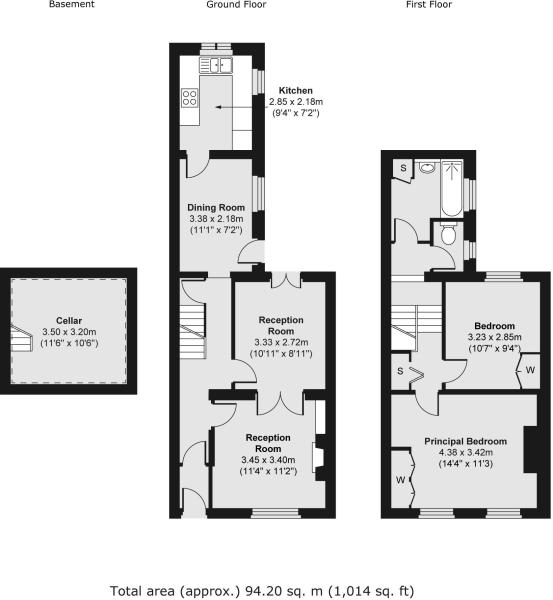 Basement
Ground Floor
First Floor
Kitchen
2.85 x 2.18m
(9'4" x 7'2")
Dining Room
3.38 x 2.18m
(11'1" x 7'2")
S
Cellar
3.50 x 3.20m
(11'6" x 10'6")
Reception
Room
3.33 x 2.72m
(10'11" x 8'11")
Bedroom
3.23 x 2.85m
(10'7" x 9'4")
S
W
Reception
Room
3.45 x 3.40m
(11'4" x 11'2")
Principal Bedroom
4.38 x 3.42m
(14'4" x 11'3)
W
Total area (approx.) 94.20 sq. m (1,014 sq. ft)